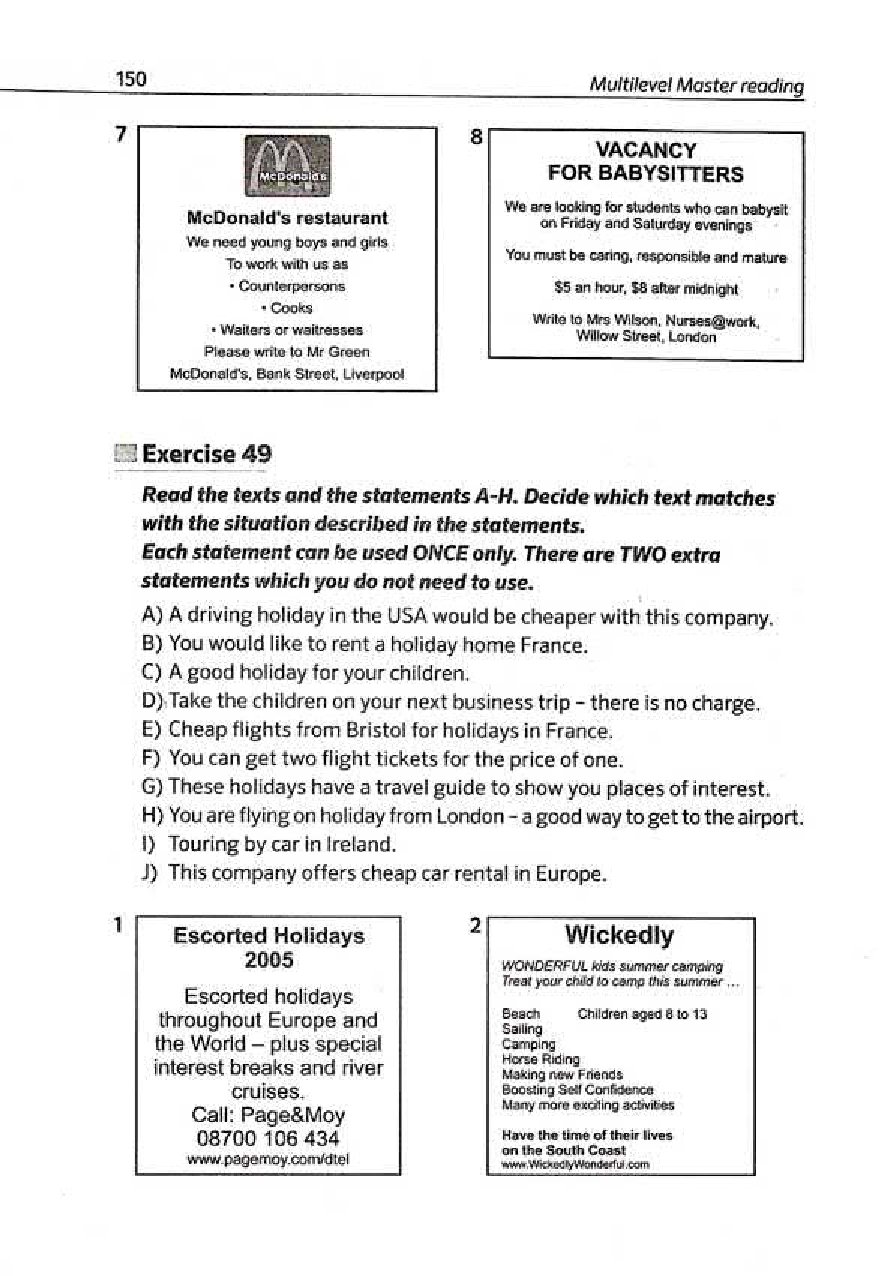 150
Multilevel Master reading
7
McDonald's
McDonald's restaurant
We need young boys and girls
To work with us as
• Counterpersons
• Cooks
• Waiters or waitresses
Please write to Mr Green
McDonald's, Bank Street, Liverpool
8
VACANCY
FOR BABYSITTERS
We are looking for students who can babysit
on Friday and Saturday evenings
You must be caring, responsible and mature
$5 an hour, $8 after midnight
Write to Mrs Wilson, Nurses@work,
Willow Street, London
Exercise 49
Read the texts and the statements A-H. Decide which text matches
with the situation described in the statements.
Each statement can be used ONCE only. There are TWO extra
statements which you do not need to use.
A) A driving holiday in the USA would be cheaper with this company.
B) You would like to rent a holiday home France.
C) A good holiday for your children.
D) Take the children on your next business trip – there is no charge.
E) Cheap flights from Bristol for holidays in France.
F) You can get two flight tickets for the price of one.
G) These holidays have a travel guide to show you places of interest.
H) You are flying on holiday from London – a good way to get to the airport.
I) Touring by car in Ireland.
J) This company offers cheap car rental in Europe.
1
Escorted Holidays
2005
Escorted holidays
throughout Europe and
the World – plus special
interest breaks and river
cruises.
Call: Page&Moy
08700 106 434
www.pagemoy.com/dtel
2
Wickedly
WONDERFUL kids summer camping
Treat your child to camp this summer ...
Beach Children aged 8 to 13
Sailing
Camping
Horse Riding
Making new Friends
Boosting Self Confidence
Many more exciting activities
Have the time of their lives
on the South Coast
www.WickedlyWonderful.com